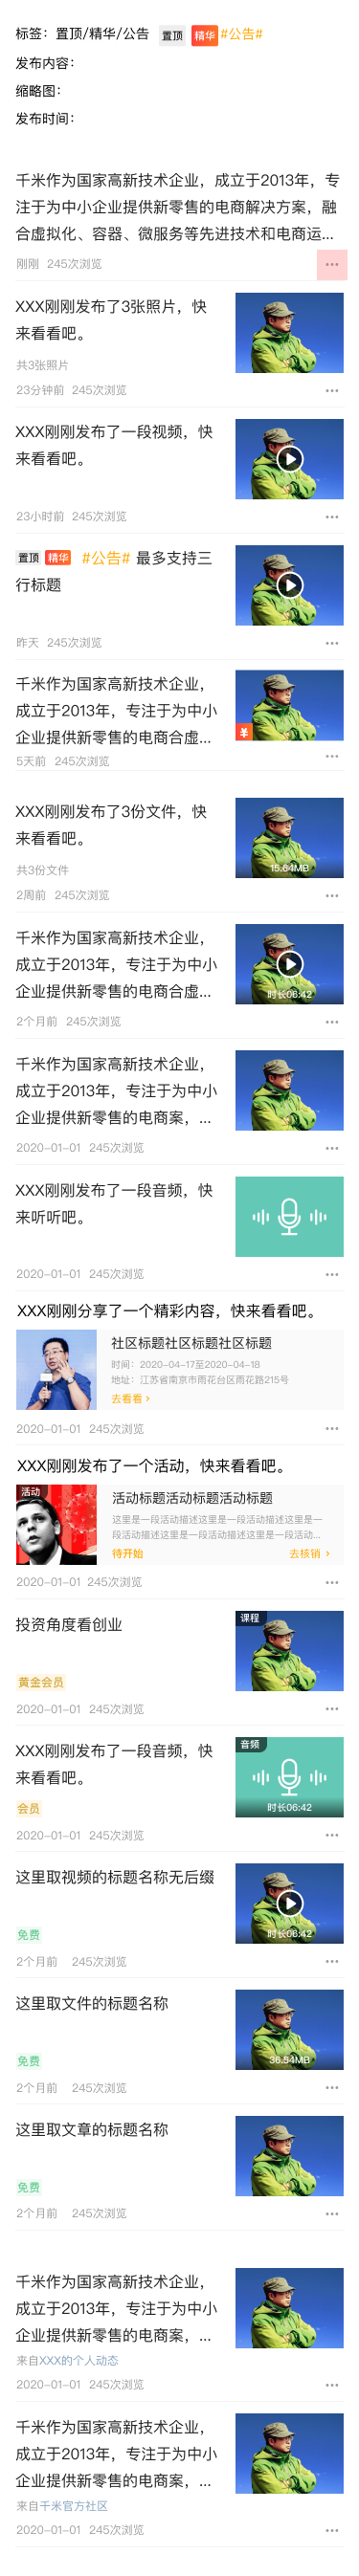 标签：置顶/精华/公告 置顶 精华 #公告#
发布内容：
缩略图：
发布时间：
千米作为国家高新技术企业，成立于2013年，专
注于为中小企业提供新零售的电商解决方案，融
合虚拟化、容器、微服务等先进技术和电商运...
刚刚 245次浏览
XXX刚刚发布了3张照片，快
来看看吧。
共3张照片
23分钟前 245次浏览
XXX刚刚发布了一段视频，快
来看看吧。
23小时前 245次浏览
置顶 精华 #公告# 最多支持三
行标题
昨天 245次浏览
千米作为国家高新技术企业，
成立于2013年，专注于为中小
企业提供新零售的电商合虚...
¥
5天前 245次浏览
XXX刚刚发布了3份文件，快
来看看吧。
共3份文件
15.64MB
2周前 245次浏览
千米作为国家高新技术企业，
成立于2013年，专注于为中小
企业提供新零售的电商合虚...
时长06:42
2个月前 245次浏览
千米作为国家高新技术企业，
成立于2013年，专注于为中小
企业提供新零售的电商案，...
2020-01-01 245次浏览
XXX刚刚发布了一段音频，快
来听听吧。
2020-01-01 245次浏览
XXX刚刚分享了一个精彩内容，快来看看吧。
社区标题社区标题社区标题
时间：2020-04-17至2020-04-18
地址：江苏省南京市雨花台区雨花路215号
去看看 ›
2020-01-01 245次浏览
XXX刚刚发布了一个活动，快来看看吧。
活动
活动标题活动标题活动标题
这里是一段活动描述这里是一段活动描述这里是一
段活动描述这里是一段活动描述这里是一段活动...
待开始 去核销 ›
2020-01-01 245次浏览
投资角度看创业
课程
黄金会员
2020-01-01 245次浏览
XXX刚刚发布了一段音频，快
来看看吧。
音频
会员
时长06:42
2020-01-01 245次浏览
这里取视频的标题名称无后缀
免费
时长06:42
2个月前 245次浏览
这里取文件的标题名称
免费
36.54MB
2个月前 245次浏览
这里取文章的标题名称
免费
2个月前 245次浏览
千米作为国家高新技术企业，
成立于2013年，专注于为中小
企业提供新零售的电商案，...
来自XXX的个人动态
2020-01-01 245次浏览
千米作为国家高新技术企业，
成立于2013年，专注于为中小
企业提供新零售的电商案，...
来自千米官方社区
2020-01-01 245次浏览